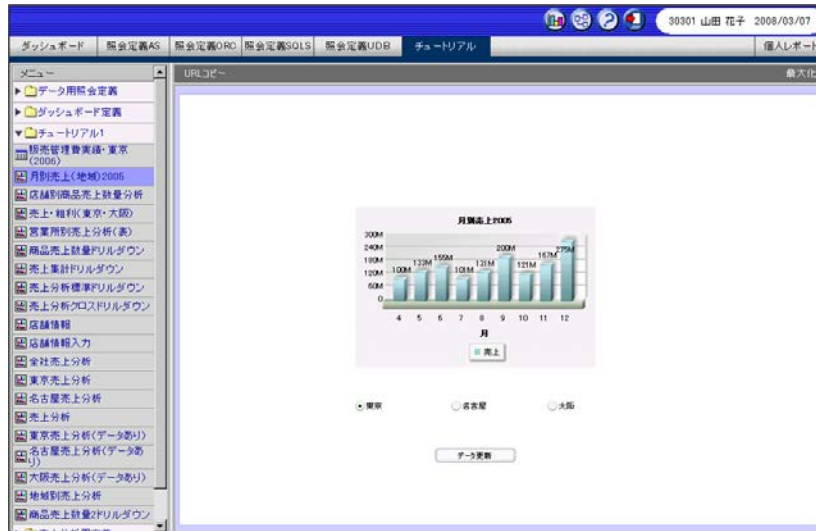 30301 山田 花子 2008/03/07
ダッシュボード 照会定義AS 照会定義ORC 照会定義SQLS 照会定義UDB チュートリアル 個人レポート
メニュー
URLコピー 最大化
データ用照会定義
ダッシュボード定義
チュートリアル1
販売管理費実績・東京
(2006)
月別売上(地域)2005
店舗別商品売上数量分析
売上・粗利(東京・大阪)
営業所別売上分析(表)
商品売上数量ドリルダウン
売上集計ドリルダウン
売上分析標準ドリルダウン
売上分析クロスドリルダウン
店舗情報
店舗情報入力
全社売上分析
東京売上分析
名古屋売上分析
売上分析
東京売上分析(データあり)
名古屋売上分析(データあ
り)
大阪売上分析(データあり)
地域別売上分析
商品売上数量2ドリルダウン
月別売上2005
300M
240M
180M
120M
60M
0
100M 133M 155M 101M 131M 200M 121M 167M 275M
4 5 6 7 8 9 10 11 12
月
売上
東京 名古屋 大阪
データ更新